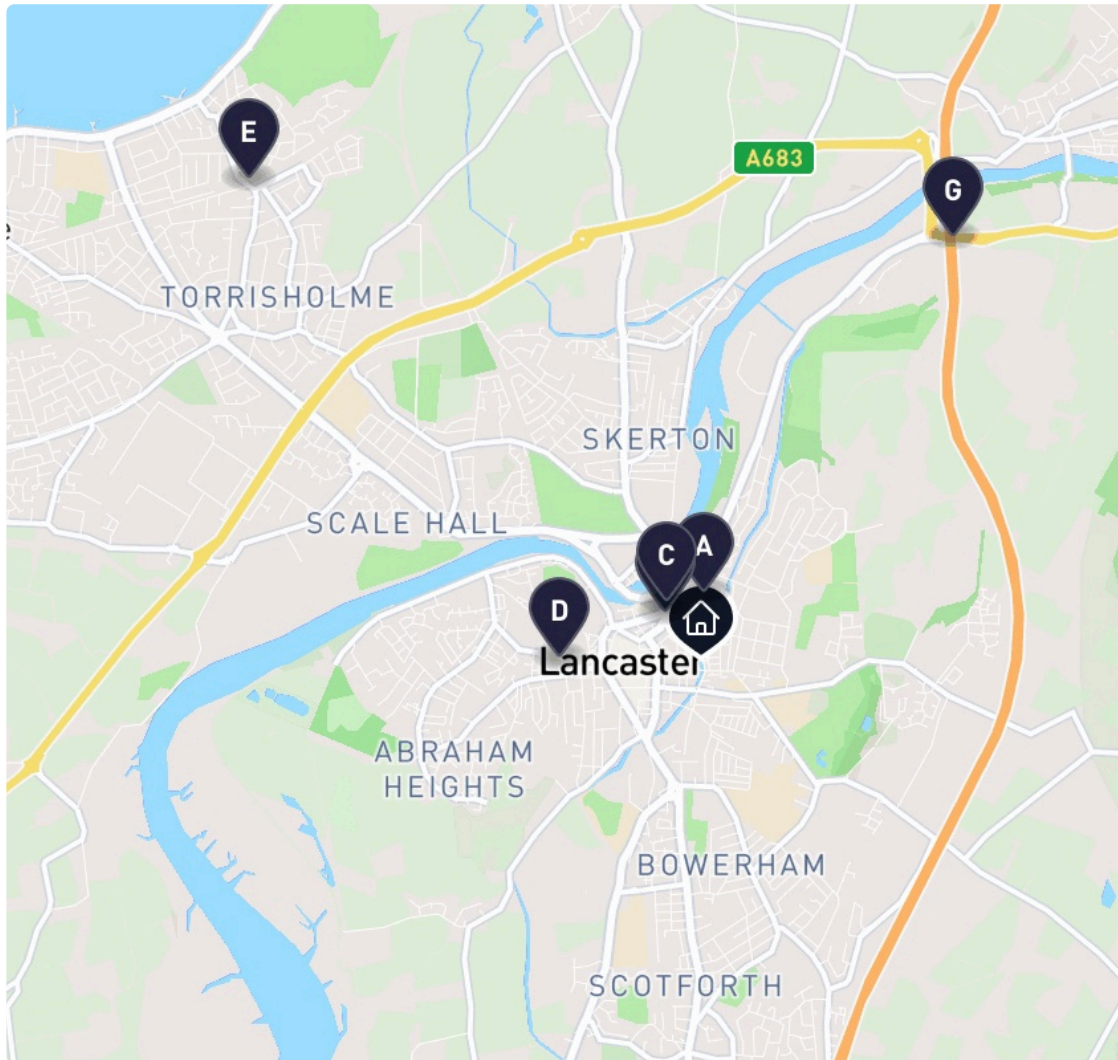 E
A683
G
e
TORRISHOLME
SKERTON
SCALE HALL
C
A
D
Lancaster
ABRAHAM
HEIGHTS
BOWERHAM
SCOTFORTH